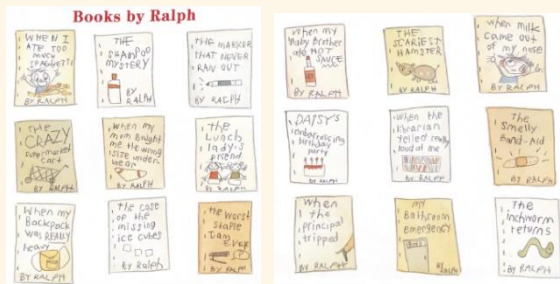 Books by Ralph
WHEN I
ATE TOO
MUCH
SPAGHETTI
BY RALPH
THE
SHAMPOO
MYSTERY
BY
RALPH
THE MARKER
THAT NEVER
RAN OUT
BY RALPH
THE
CRAZY
cart
BY RALPH
When my
mom bought
me the wrong
size under
wear
BY RALPH
the
Lunch
lady's
friend
BY RALPH
When my
Backpack
was REALLY
heavy
BY RALPH
the case
of the
missing
ice cubes
by Ralph
the worst
staple
Jam
EVER
BY RALPH
When my
Baby Brother
ate HOT
SAUCE
BY RALPH
THE
SCARIEST
HAMSTER
BY RALPH
when milk
came out
of my nose
BY RALPH
DAISY'S
birthday
party
BY RALPH
when the
librarian
yelled really
loud at me
BY RALPH
The
Smelly
Band-Aid
BY RALPH
when
the
principal
tripped
BY RALPH
my
Bathroom
emergency
BY
RALPH
The
inchworm
returns
BY RALPH